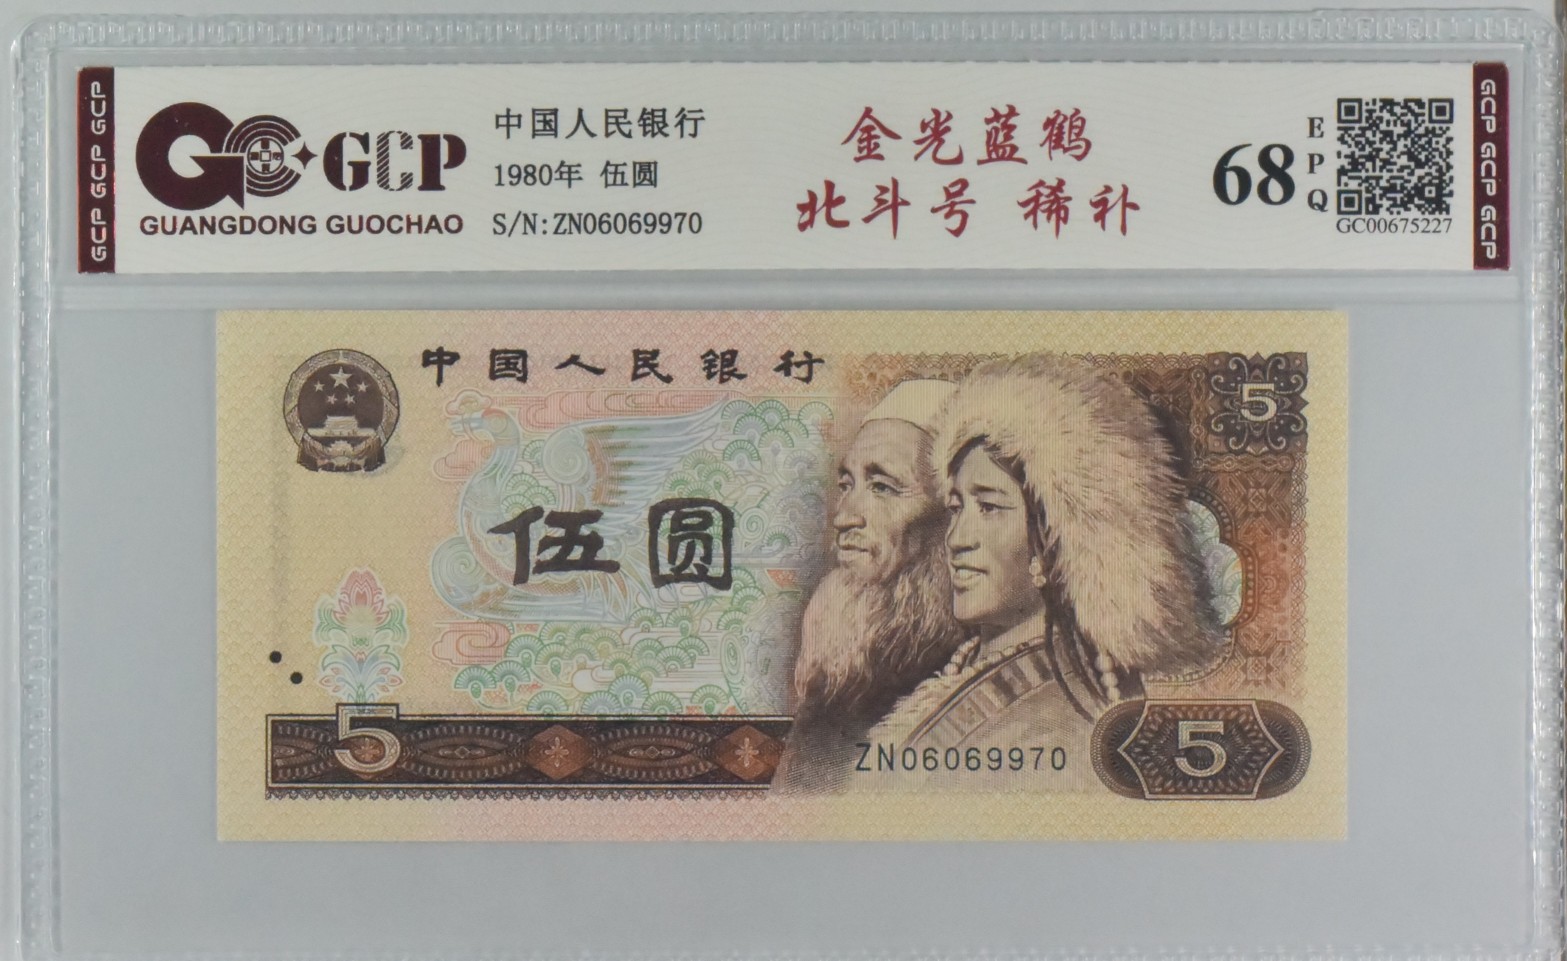 GCP GCP GCP
GCP
GUANGDONG GUOCHAO
中国人民银行
1980年 伍圆
S/N:ZN06069970
金光蓝鹤
北斗号 稀补
68
EPQ
GC00675227
GCP GCP GCP
中国人民银行
5
伍圆
5
ZN06069970
5